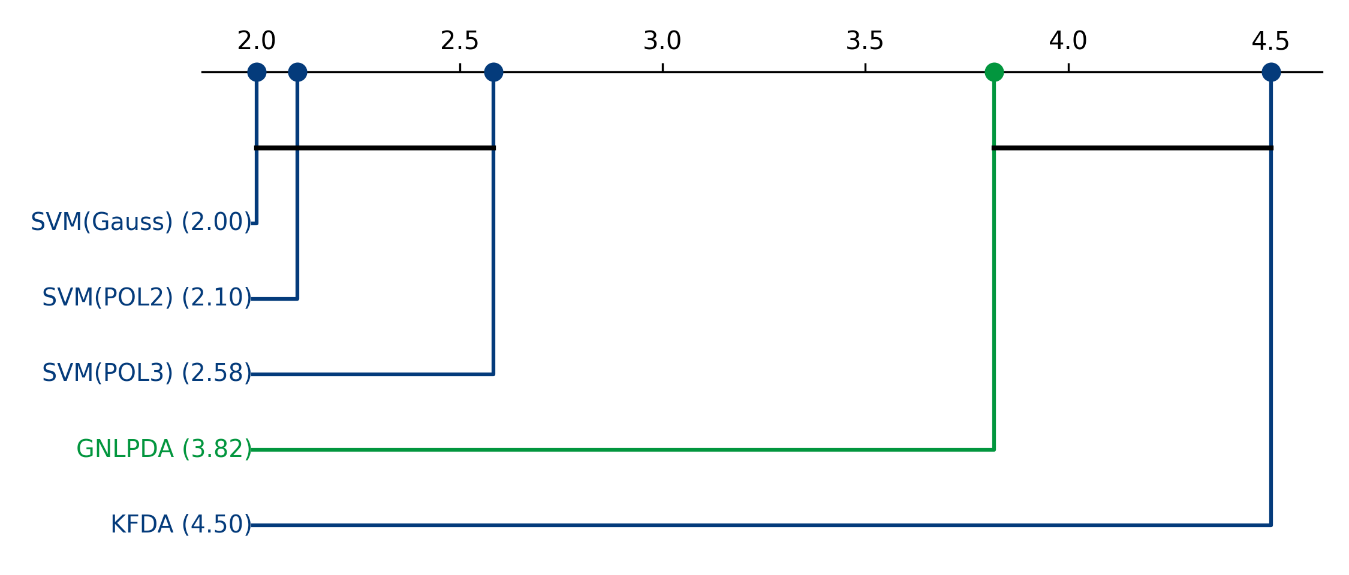 2.0 2.5 3.0 3.5 4.0 4.5
SVM(Gauss) (2.00)
SVM(POL2) (2.10)
SVM(POL3) (2.58)
GNLPDA (3.82)
KFDA (4.50)